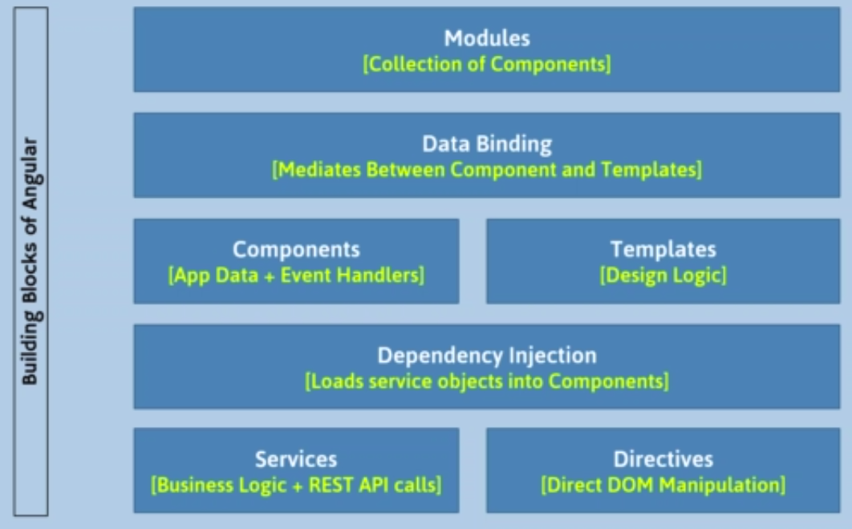 Building Blocks of Angular
Modules
[Collection of Components]
Data Binding
[Mediates Between Component and Templates]
Components
[App Data + Event Handlers]
Templates
[Design Logic]
Dependency Injection
[Loads service objects into Components]
Services
[Business Logic + REST API calls]
Directives
[Direct DOM Manipulation]